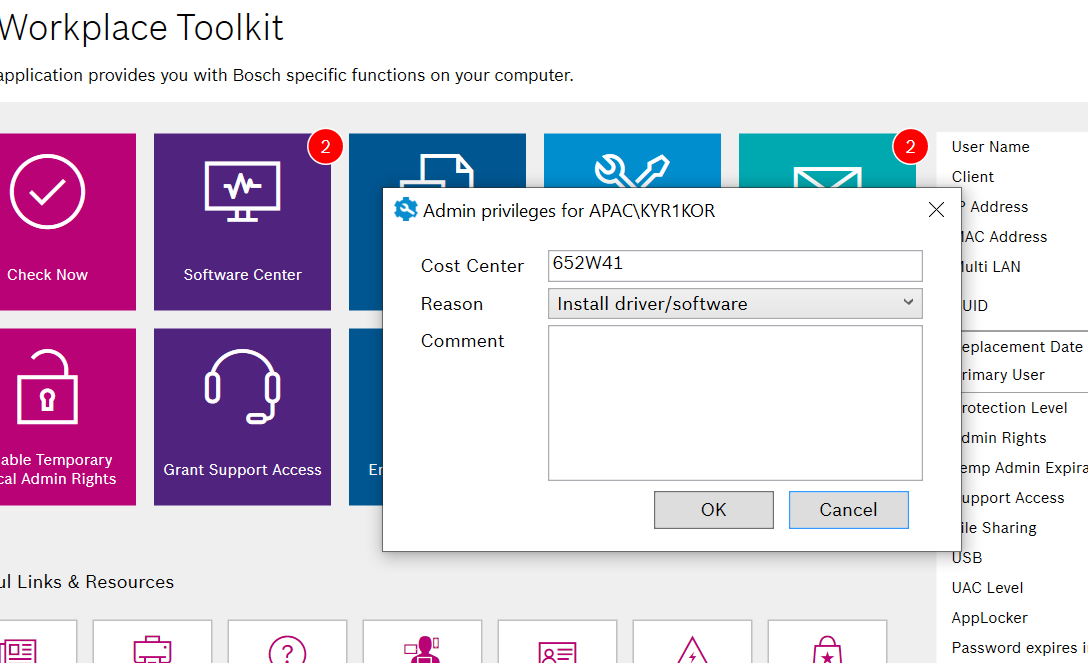 Workplace Toolkit
application provides you with Bosch specific functions on your computer.
2
2
Check Now
Software Center
able Temporary
cal Admin Rights
Grant Support Access
En
Admin privileges for APAC\KYR1KOR
Cost Center
652W41
Reason
Install driver/software
Comment
OK
Cancel
User Name
Client
P Address
MAC Address
Multi LAN
UID
eplacement Date
rimary User
rotection Level
dmin Rights
emp Admin Expira
upport Access
ile Sharing
USB
UAC Level
AppLocker
Password expires i
ul Links & Resources
?